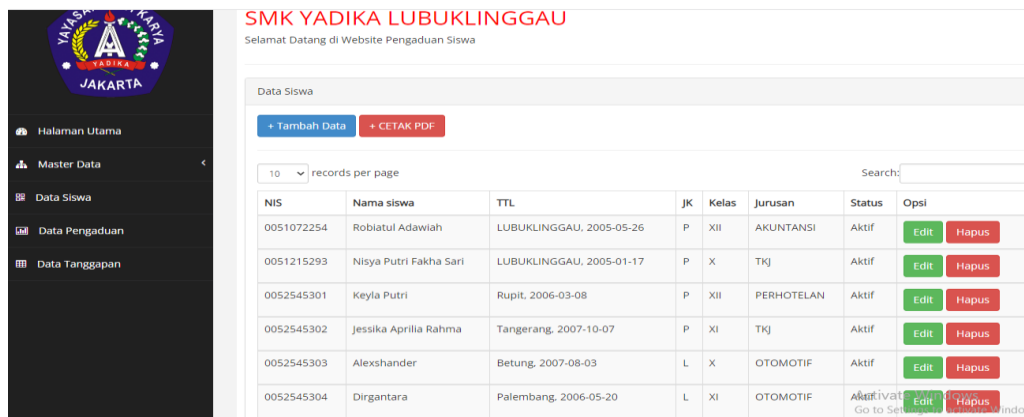 YADIKA
JAKARTA
Halaman Utama
Master Data
Data Siswa
Data Pengaduan
Data Tanggapan
SMK YADIKA LUBUKLINGGAU
Selamat Datang di Website Pengaduan Siswa
Data Siswa
+ Tambah Data + CETAK PDF
10 records per page Search:
NIS Nama siswa TTL JK Kelas Jurusan Status Opsi
0051072254 Robiatul Adawiah LUBUKLINGGAU, 2005-05-26 P XII AKUNTANSI Aktif Edit Hapus
0051215293 Nisya Putri Fakha Sari LUBUKLINGGAU, 2005-01-17 P X TKJ Aktif Edit Hapus
0052545301 Keyla Putri Rupit, 2006-03-08 P XII PERHOTELAN Aktif Edit Hapus
0052545302 Jessika Aprilia Rahma Tangerang, 2007-10-07 P XI TKJ Aktif Edit Hapus
0052545303 Alexshander Betung, 2007-08-03 L X OTOMOTIF Aktif Edit Hapus
0052545304 Dirgantara Palembang, 2006-05-20 L XI OTOMOTIF Aktif Edit Hapus
Activate Windows
Go to Settings to activate Windo